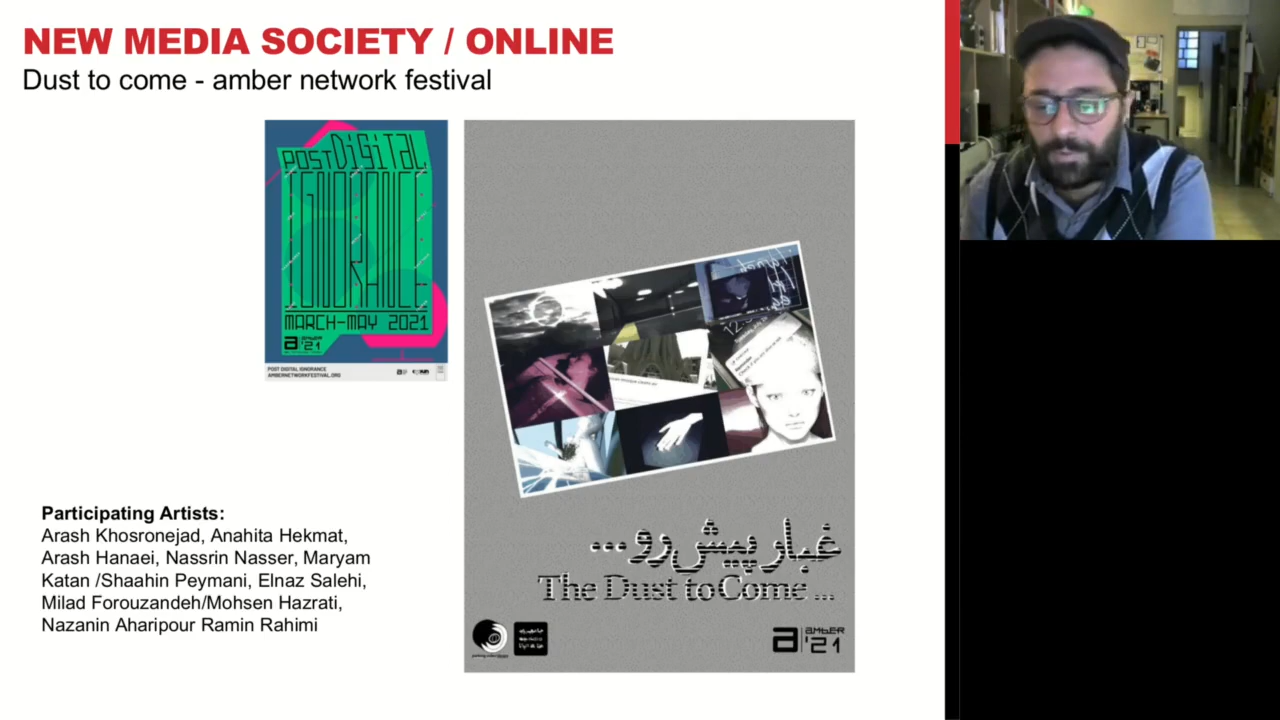 NEW MEDIA SOCIETY / ONLINE
Dust to come - amber network festival
POST DIGITAL
IGNORANCE
MARCH-MAY 2021
a AMBER '21
POST DIGITAL IGNORANCE
AMBERNETWORKFESTIVAL.ORG
غبار پیش رو...
The Dust to Come ...
a AMBER '21
Participating Artists:
Arash Khosronejad, Anahita Hekmat,
Arash Hanaei, Nassrin Nasser, Maryam
Katan /Shaahin Peymani, Elnaz Salehi,
Milad Forouzandeh/Mohsen Hazrati,
Nazanin Aharipour Ramin Rahimi